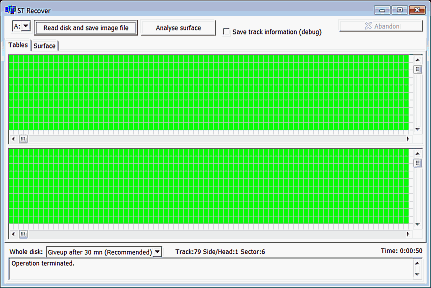 ST Recover
A:
Read disk and save image file
Analyse surface
Save track information (debug)
Abandon
Tables
Surface
Whole disk:
Giveup after 30 mn (Recommended)
Track:79 Side/Head:1 Sector:6
Time: 0:00:50
Operation terminated.